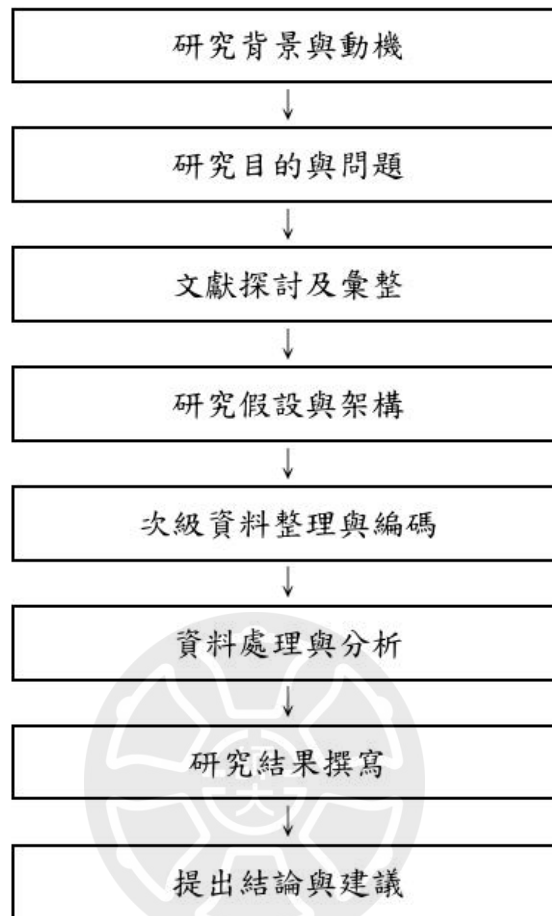 研究背景與動機
研究目的與問題
文獻探討及彙整
研究假設與架構
次級資料整理與編碼
資料處理與分析
研究結果撰寫
提出結論與建議